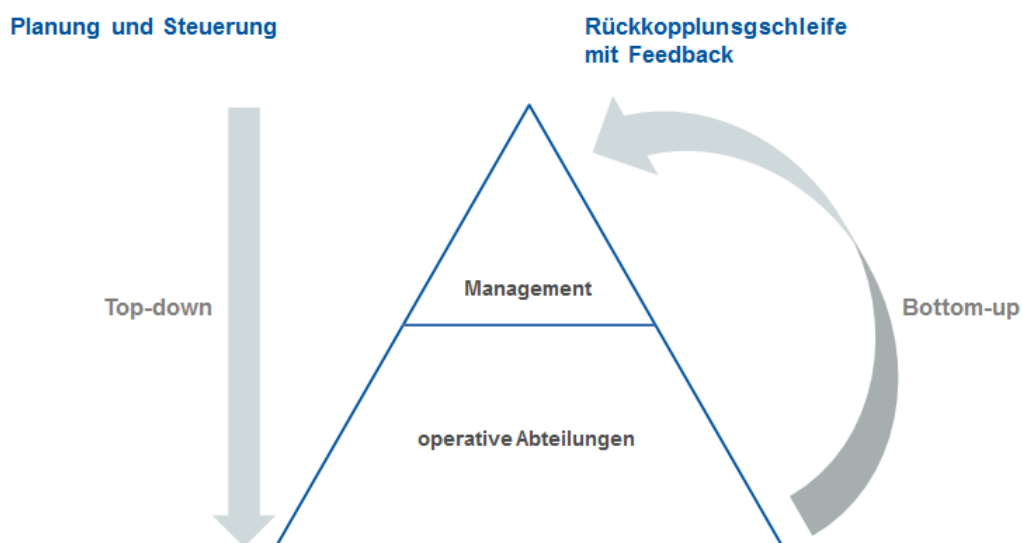 Planung und Steuerung
Rückkopplunsgschleife
mit Feedback
Management
Top-down
Bottom-up
operative Abteilungen